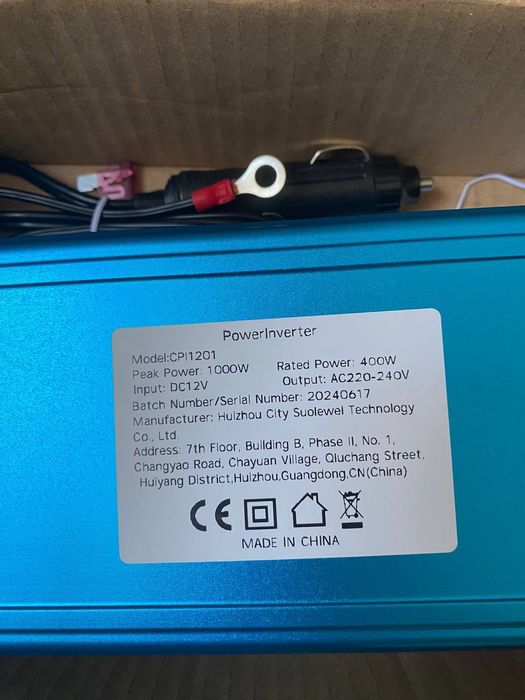 PowerInverter
Model:CPI1201
Peak Power: 1000W Rated Power: 400W
Input: DC12V Output: AC220-240V
Batch Number/Serial Number: 20240617
Manufacturer: Huizhou City Suolewel Technology
Co., Ltd.
Address: 7th Floor, Building B, Phase II, No. 1,
Changyao Road, Chayuan Village, Qiuchang Street,
Huiyang District,Huizhou,Guangdong,CN(China)
CE
MADE IN CHINA